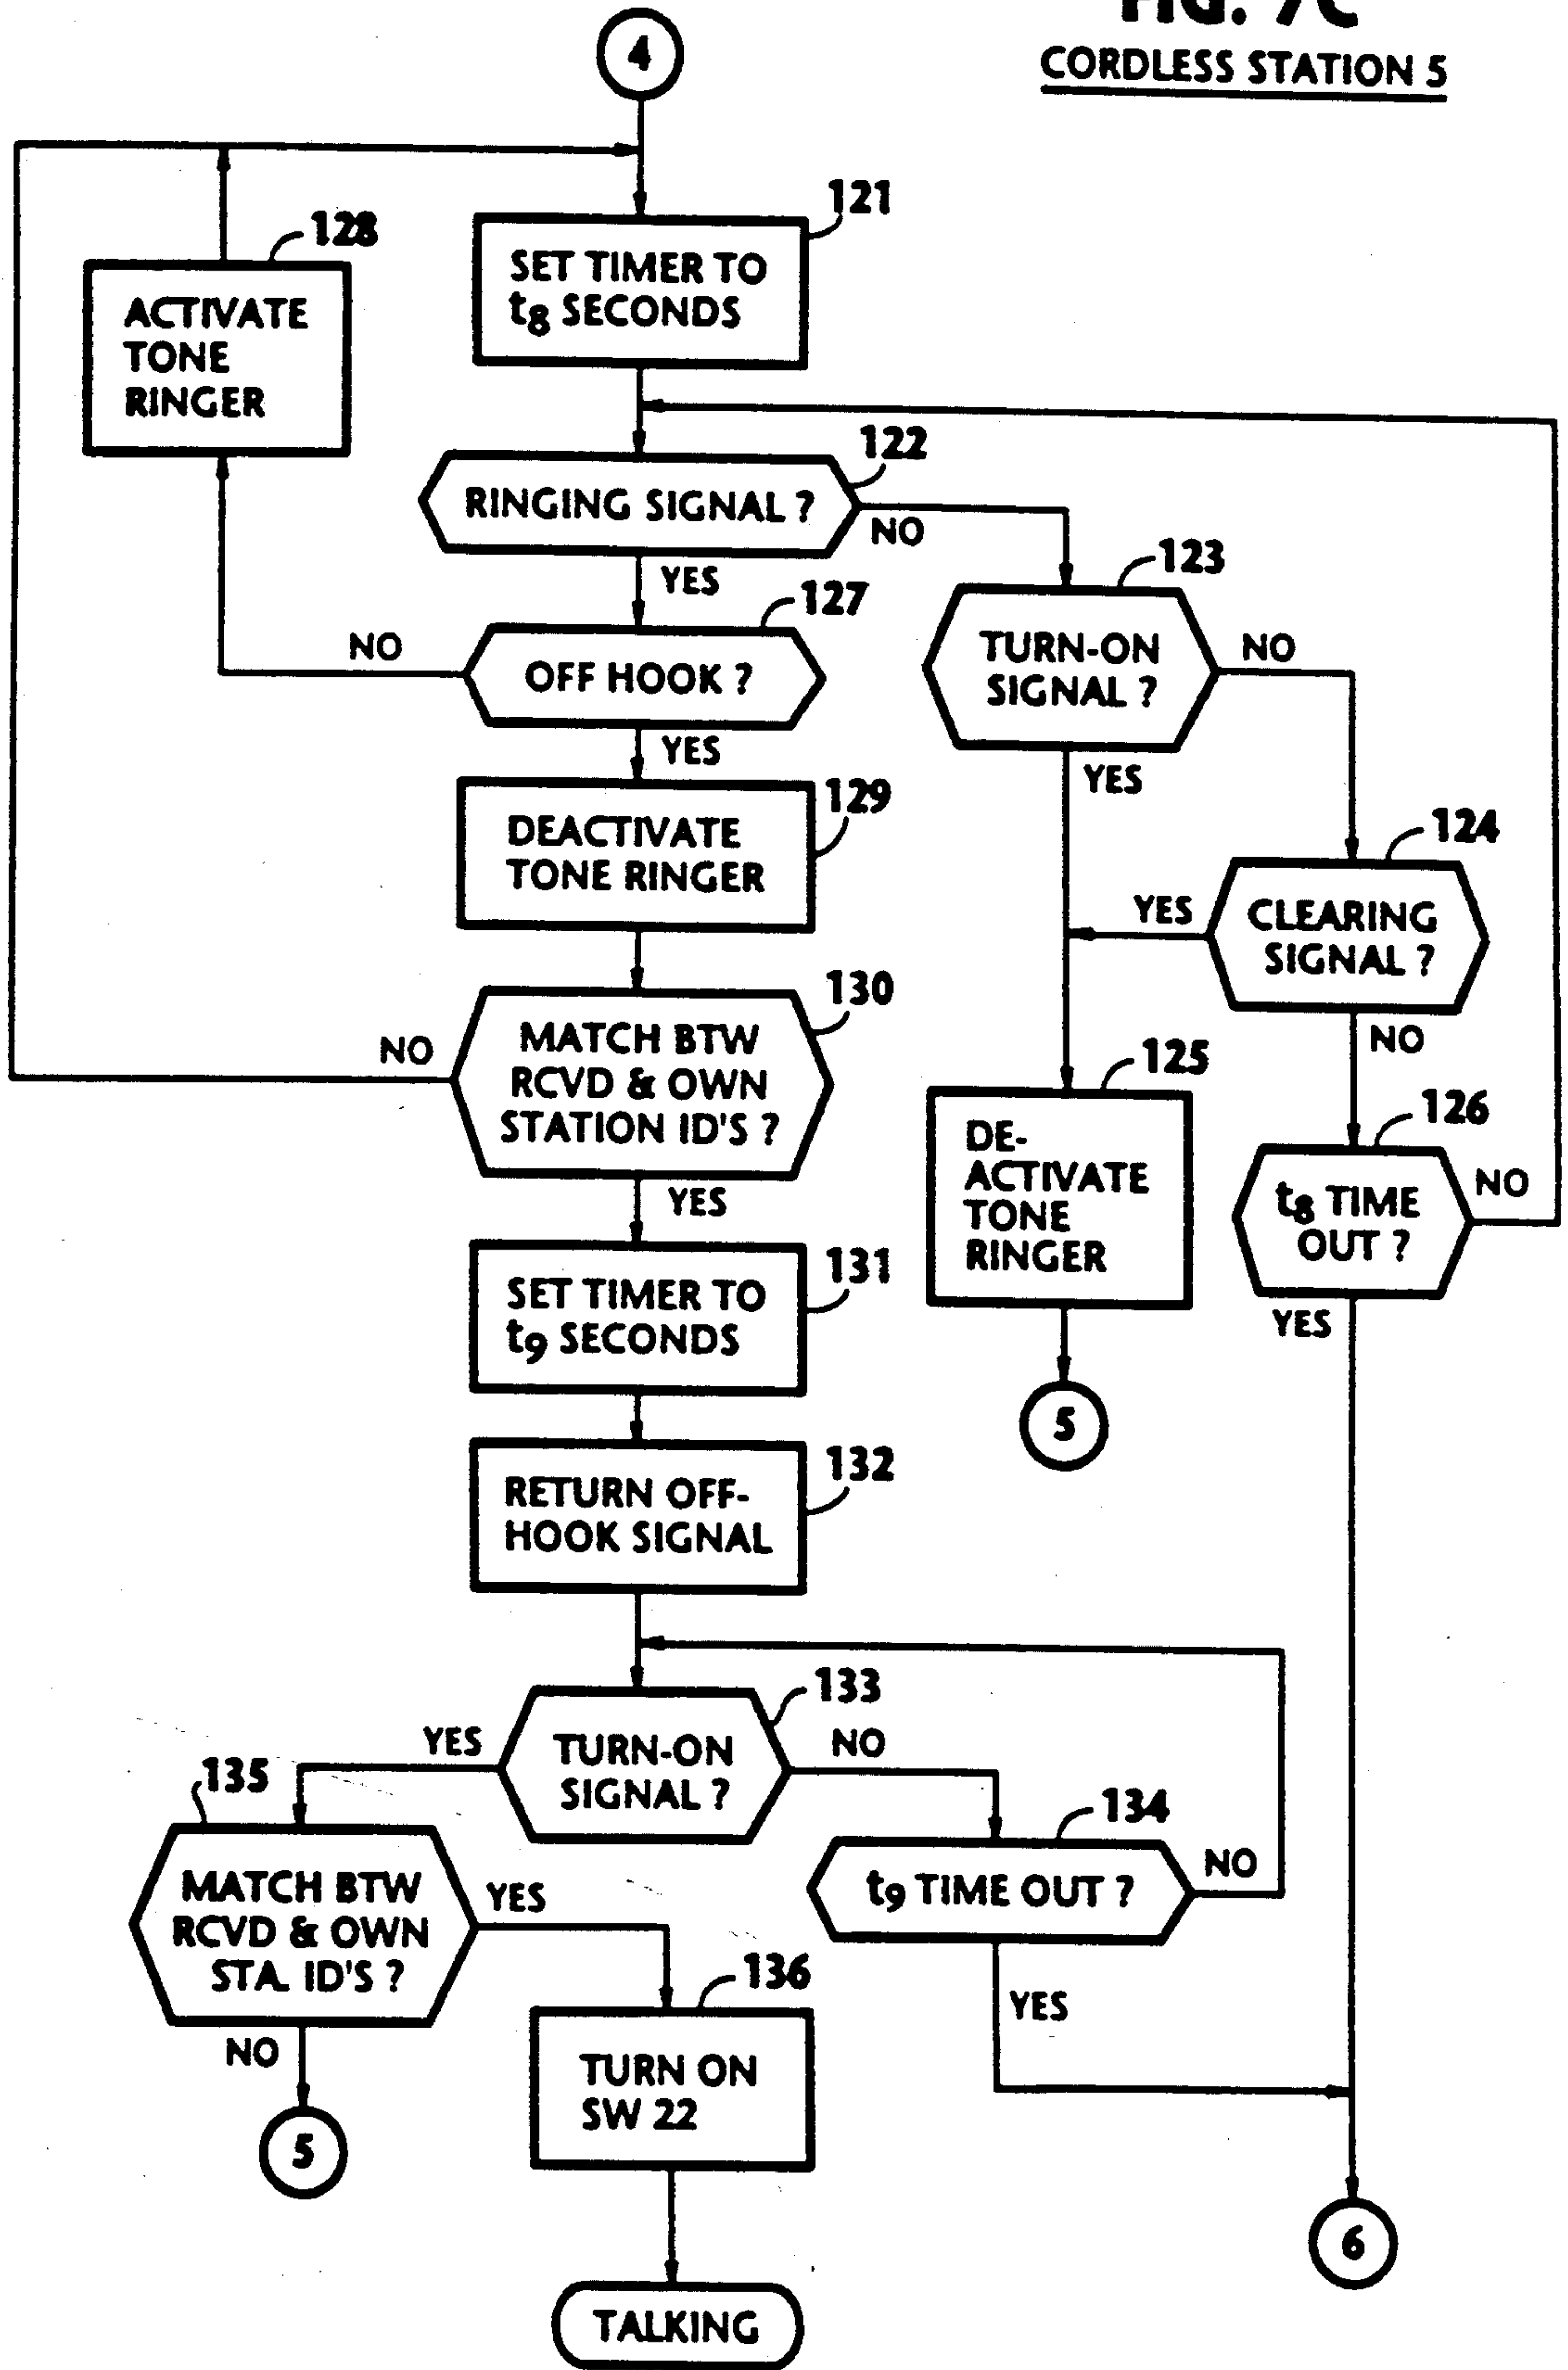 FIG. 7C
CORDLESS STATION 5
4
121
SET TIMER TO
t8 SECONDS
128
ACTIVATE
TONE
RINGER
122
RINGING SIGNAL ?
NO
YES
123
TURN-ON
SIGNAL ?
NO
YES
127
OFF HOOK ?
NO
YES
129
DEACTIVATE
TONE RINGER
124
CLEARING
SIGNAL ?
YES
NO
130
MATCH BTW
RCVD & OWN
STATION ID'S ?
NO
YES
125
DE-
ACTIVATE
TONE
RINGER
5
126
t8 TIME
OUT ?
NO
YES
131
SET TIMER TO
t9 SECONDS
132
RETURN OFF-
HOOK SIGNAL
133
TURN-ON
SIGNAL ?
YES
NO
134
t9 TIME OUT ?
NO
YES
135
MATCH BTW
RCVD & OWN
STA. ID'S ?
YES
NO
5
136
TURN ON
SW 22
TALKING
6